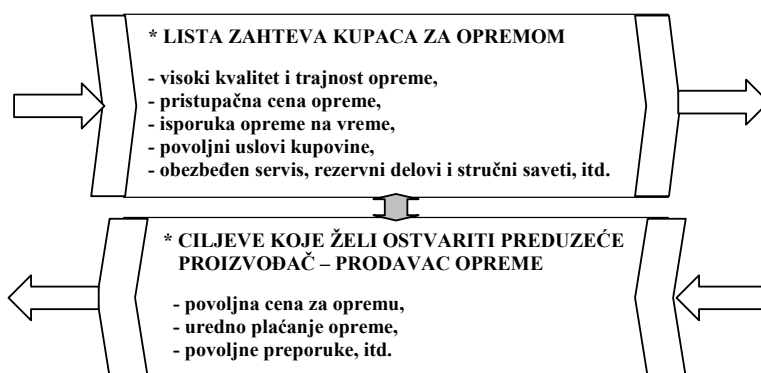 * LISTA ZAHTEVA KUPACA ZA OPREMOM
- visoki kvalitet i trajnost opreme,
- pristupačna cena opreme,
- isporuka opreme na vreme,
- povoljni uslovi kupovine,
- obezbeđen servis, rezervni delovi i stručni saveti, itd.
* CILJEVE KOJE ŽELI OSTVARITI PREDUZEĆE
PROIZVOĐAČ – PRODAVAC OPREME
- povoljna cena za opremu,
- uredno plaćanje opreme,
- povoljne preporuke, itd.